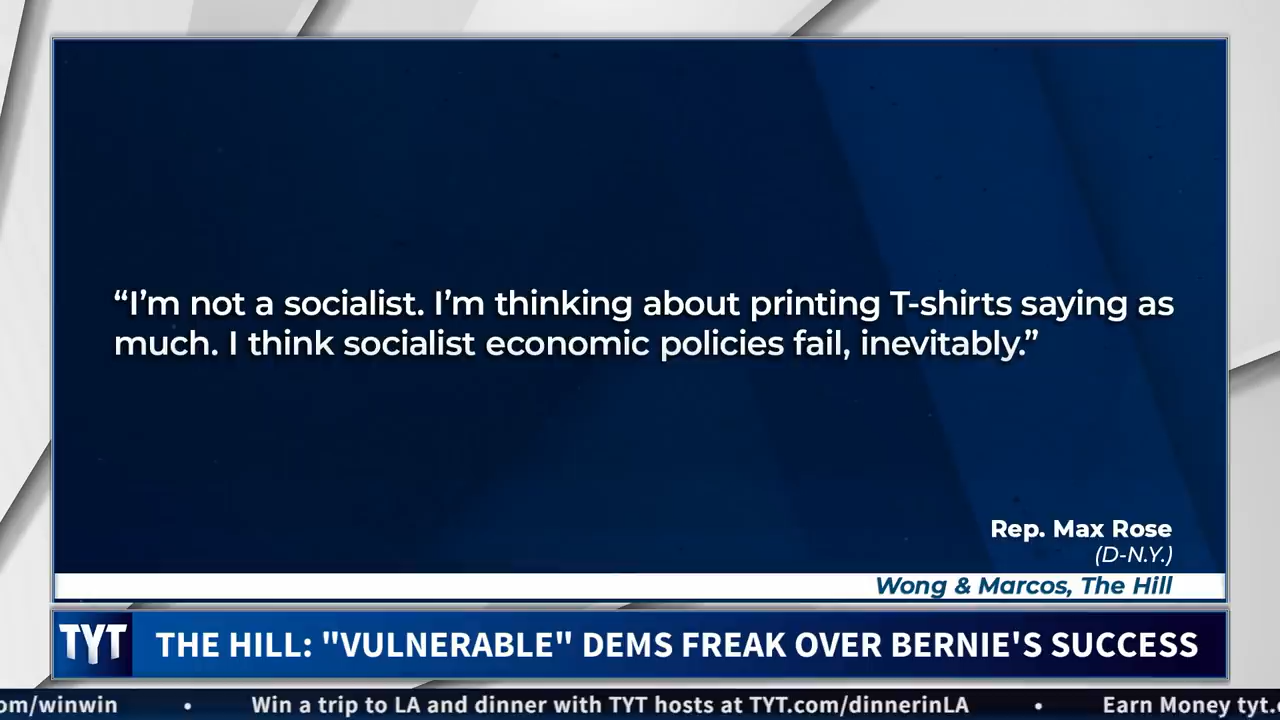 “I’m not a socialist. I’m thinking about printing T-shirts saying as
much. I think socialist economic policies fail, inevitably.”
Rep. Max Rose
(D-N.Y.)
Wong & Marcos, The Hill
TYT THE HILL: "VULNERABLE" DEMS FREAK OVER BERNIE'S SUCCESS
om/winwin • Win a trip to LA and dinner with TYT hosts at TYT.com/dinnerinLA • Earn Money tyt.